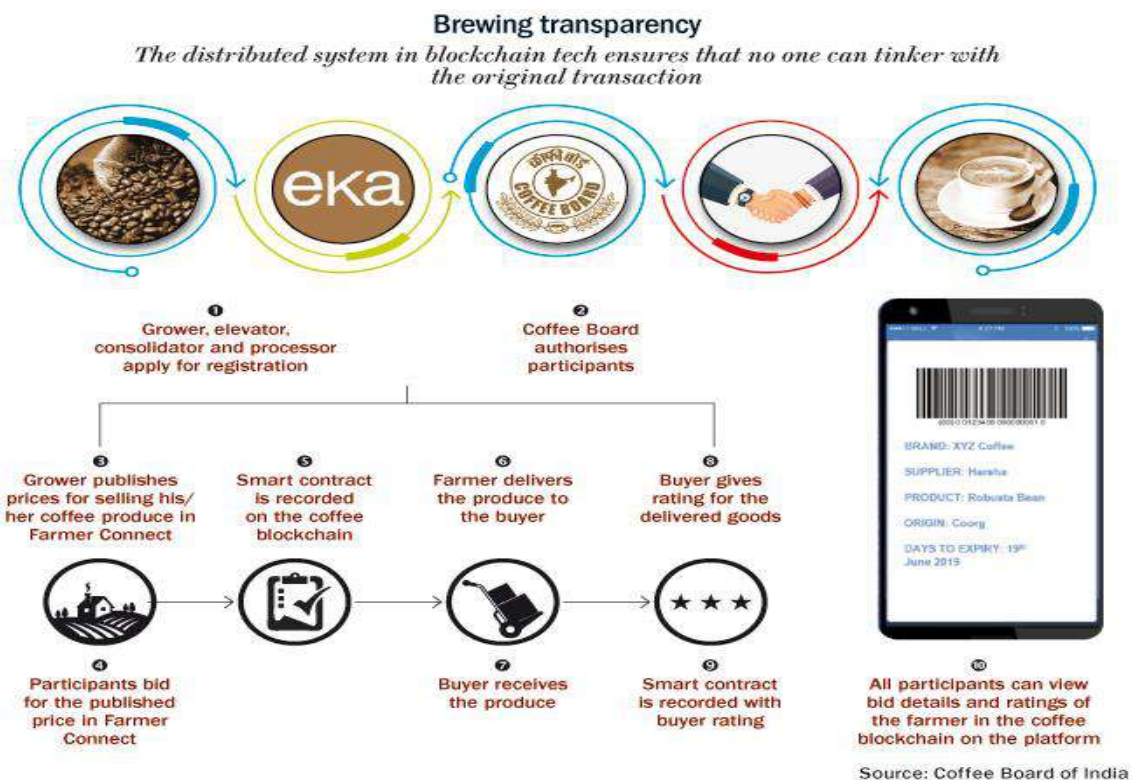 Brewing transparency
The distributed system in blockchain tech ensures that no one can tinker with
the original transaction
eka
कॉफी बोर्ड
COFFEE BOARD
1
Grower, elevator,
consolidator and processor
apply for registration
2
Coffee Board
authorises
participants
3
Grower publishes
prices for selling his/
her coffee produce in
Farmer Connect
5
Smart contract
is recorded
on the coffee
blockchain
6
Farmer delivers
the produce to
the buyer
8
Buyer gives
rating for the
delivered goods
4
Participants bid
for the published
price in Farmer
Connect
7
Buyer receives
the produce
9
Smart contract
is recorded with
buyer rating
BRAND: XYZ Coffee
SUPPLIER: Harsha
PRODUCT: Robusta Bean
ORIGIN: Coorg
DAYS TO EXPIRY: 19th
June 2019
10
All participants can view
bid details and ratings of
the farmer in the coffee
blockchain on the platform
Source: Coffee Board of India